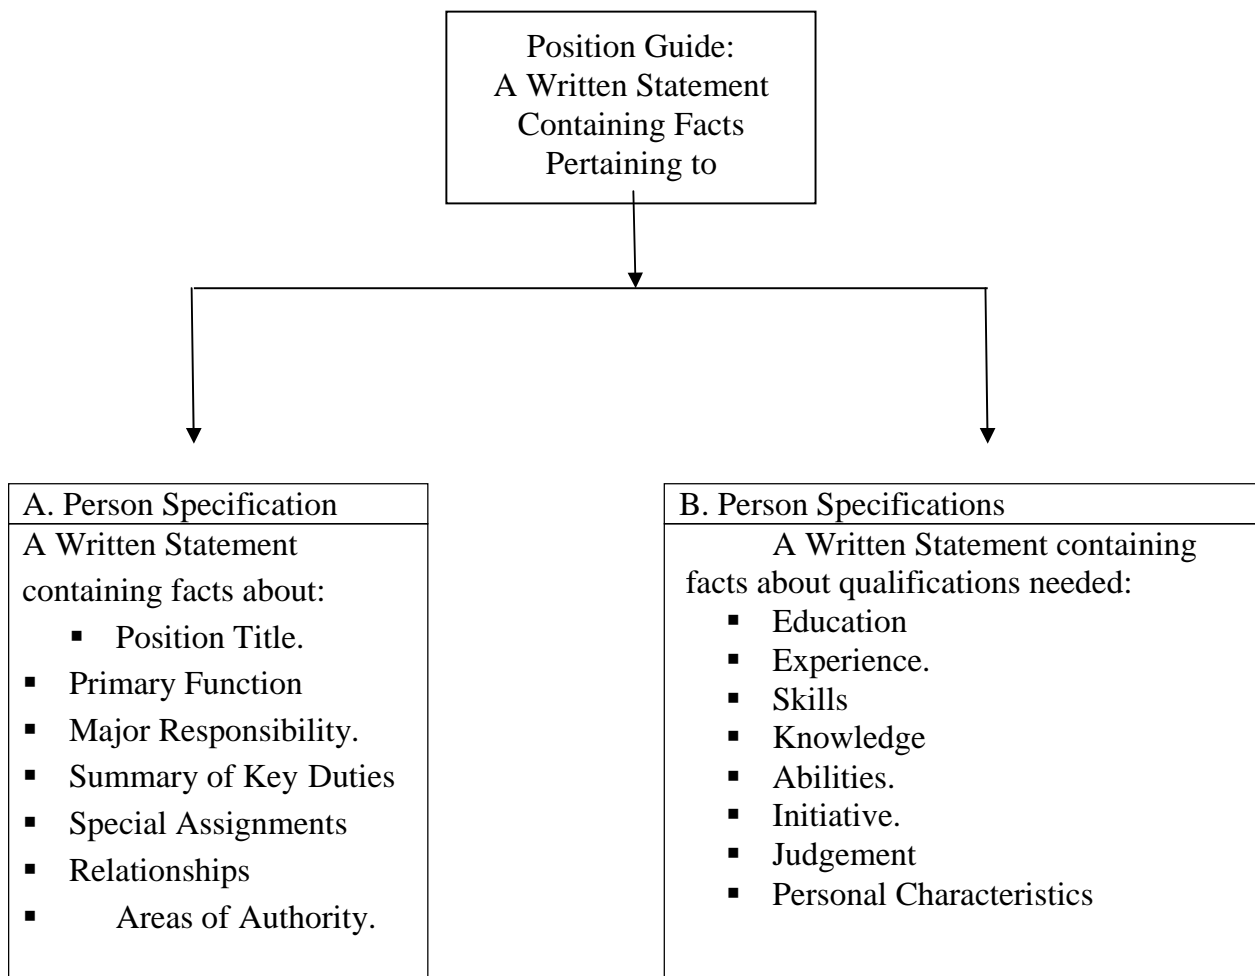 Position Guide:
A Written Statement
Containing Facts
Pertaining to
A. Person Specification
A Written Statement
containing facts about:
▪ Position Title.
▪ Primary Function
▪ Major Responsibility.
▪ Summary of Key Duties
▪ Special Assignments
▪ Relationships
▪ Areas of Authority.
B. Person Specifications
A Written Statement containing
facts about qualifications needed:
▪ Education
▪ Experience.
▪ Skills
▪ Knowledge
▪ Abilities.
▪ Initiative.
▪ Judgement
▪ Personal Characteristics